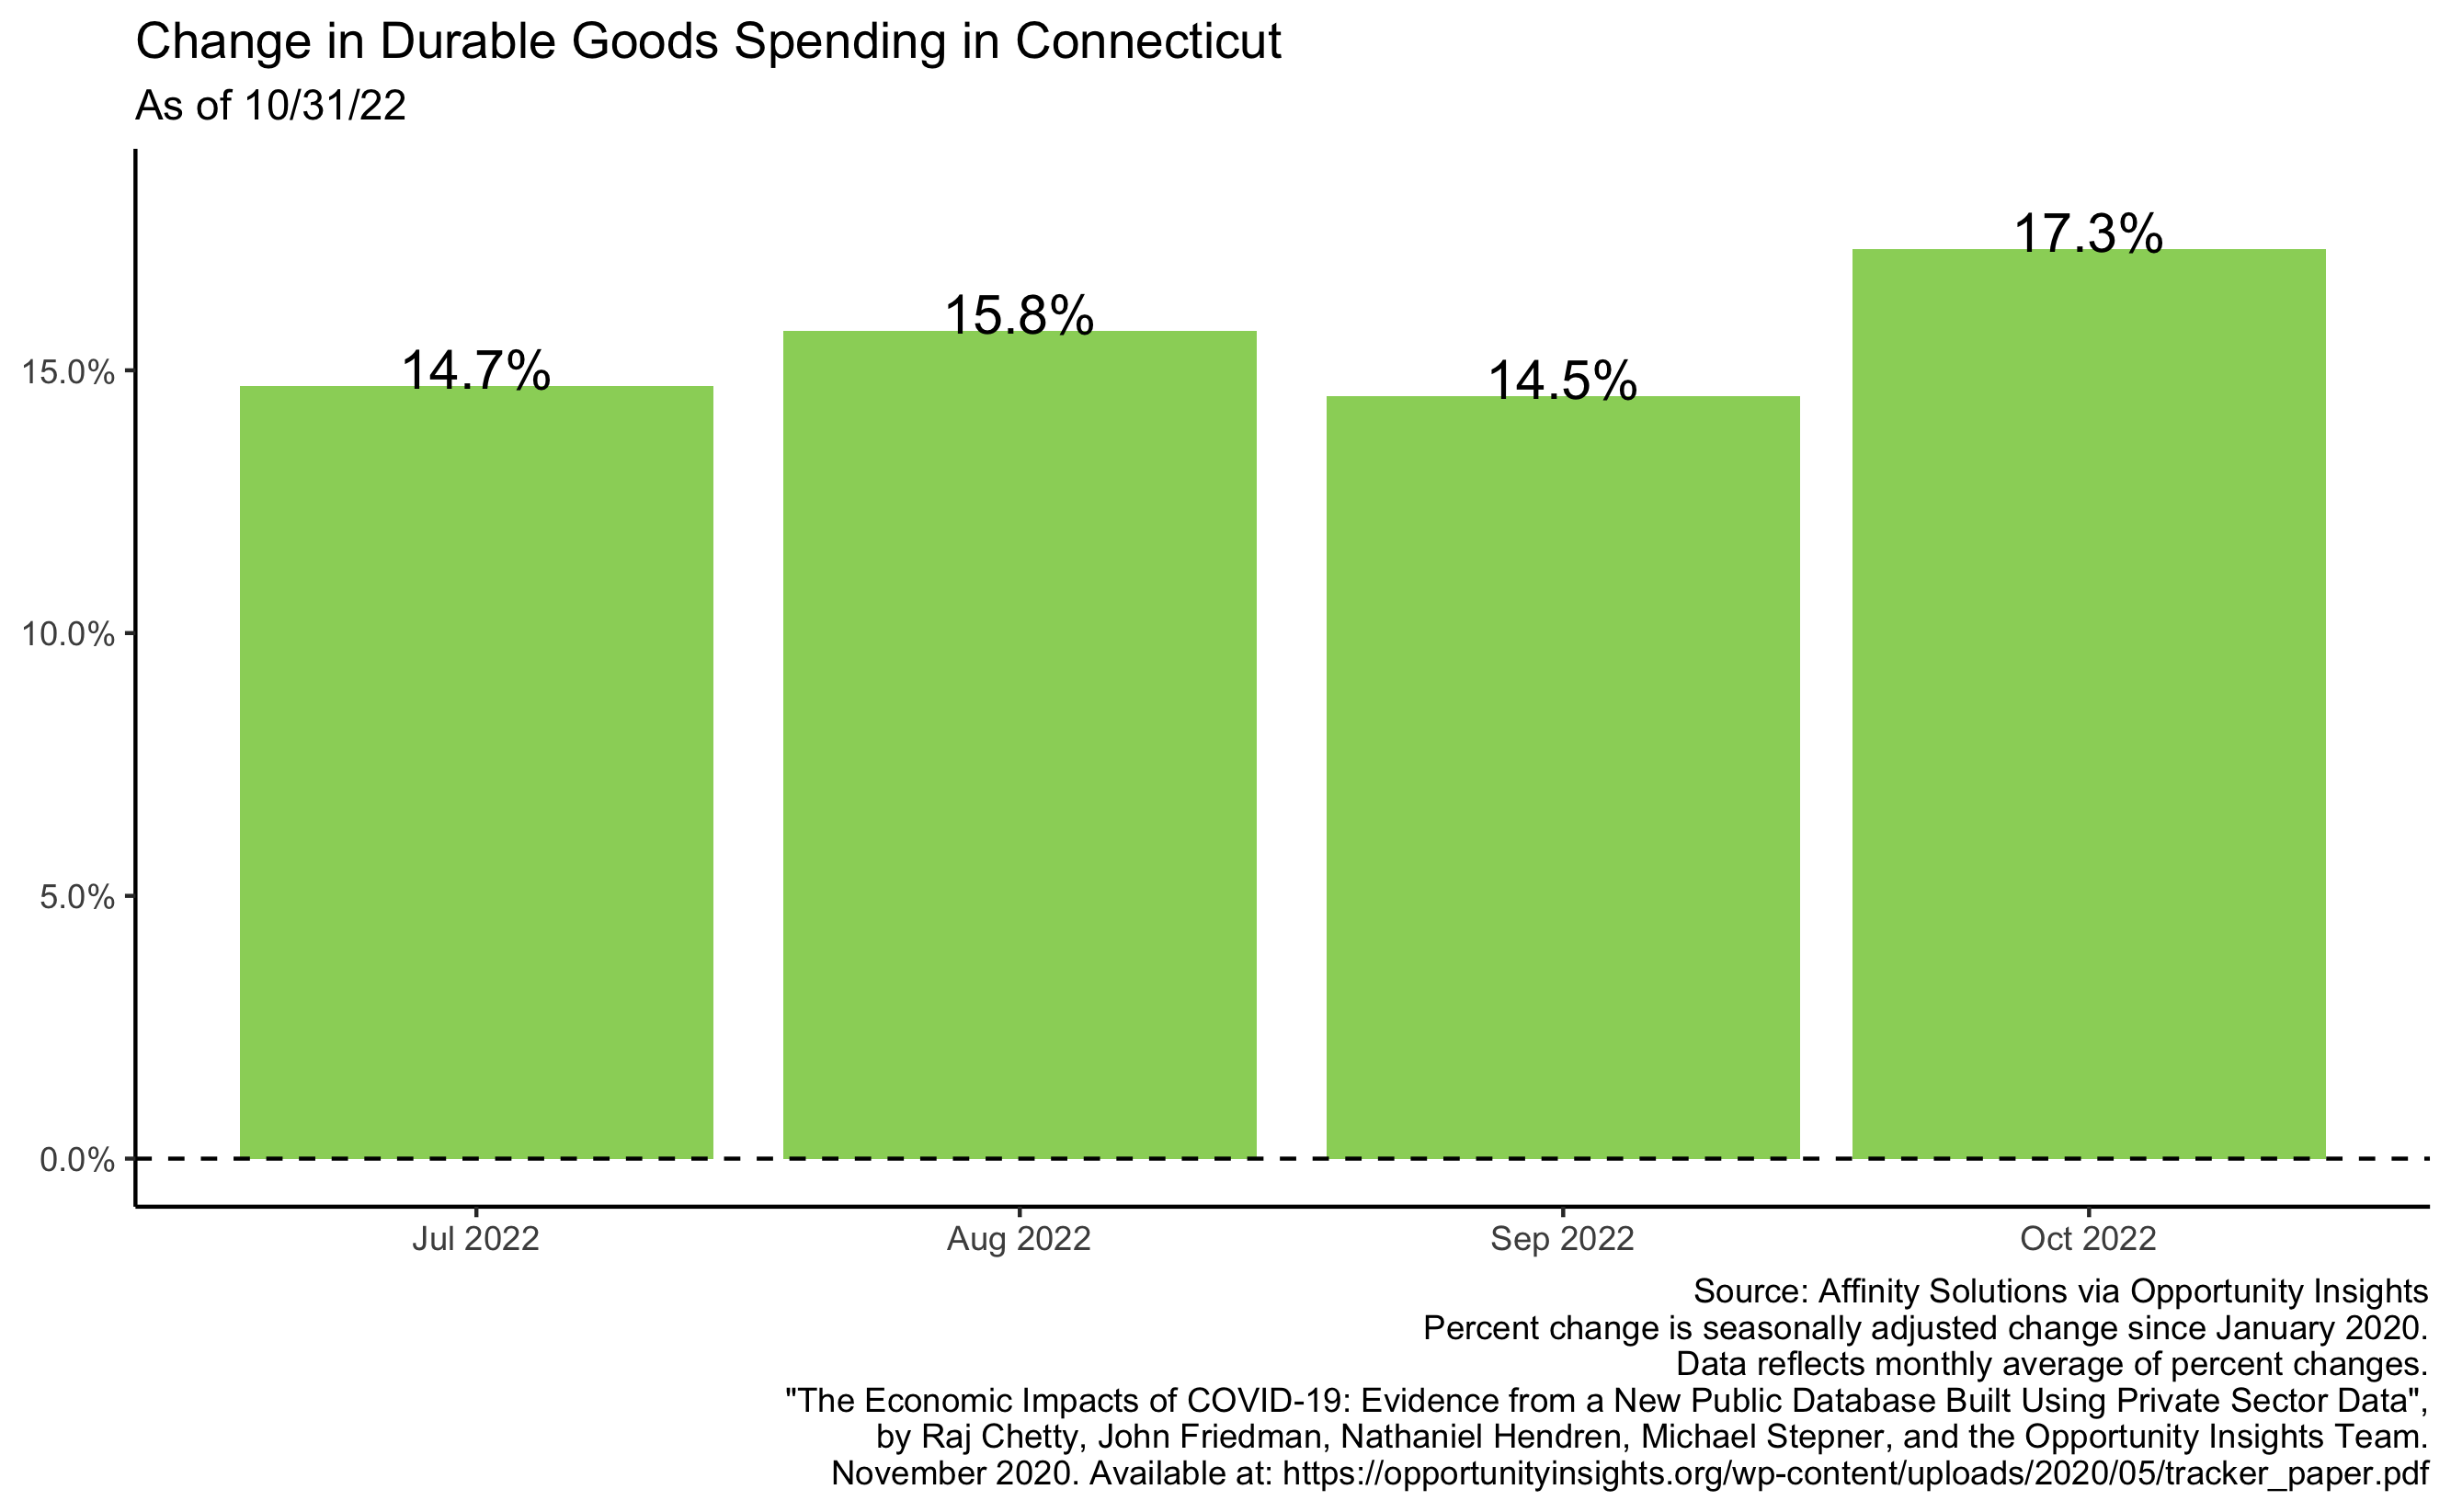 Change in Durable Goods Spending in Connecticut
As of 10/31/22
17.3%
15.8%
14.7%
14.5%
15.0%
10.0%
5.0%
0.0%
Jul 2022
Aug 2022
Sep 2022
Oct 2022
Source: Affinity Solutions via Opportunity Insights
Percent change is seasonally adjusted change since January 2020.
Data reflects monthly average of percent changes.
"The Economic Impacts of COVID-19: Evidence from a New Public Database Built Using Private Sector Data",
by Raj Chetty, John Friedman, Nathaniel Hendren, Michael Stepner, and the Opportunity Insights Team.
November 2020. Available at: https://opportunityinsights.org/wp-content/uploads/2020/05/tracker_paper.pdf